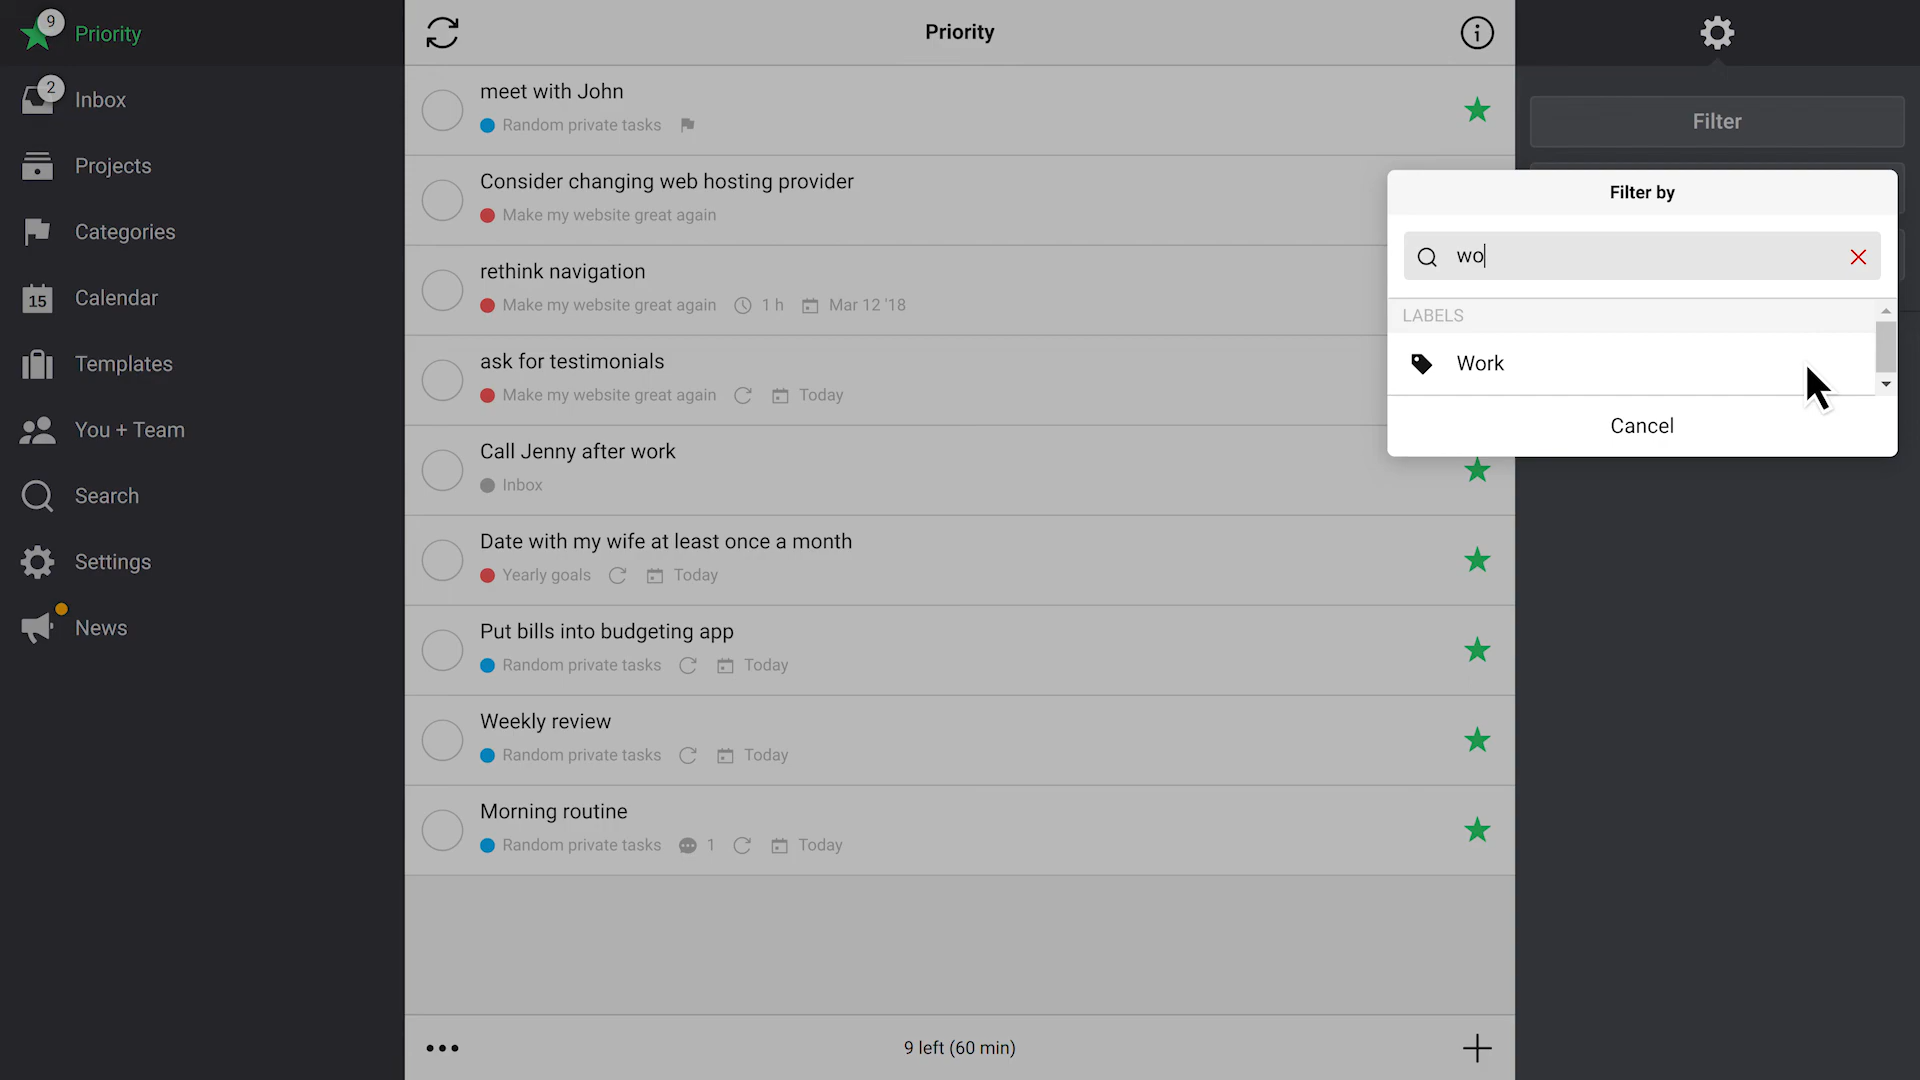 9
Priority
2
Inbox
Projects
Categories
15
Calendar
Templates
You + Team
Search
Settings
News
Priority
meet with John
Random private tasks
Consider changing web hosting provider
Make my website great again
rethink navigation
Make my website great again 1 h Mar 12 '18
ask for testimonials
Make my website great again Today
Call Jenny after work
Inbox
Date with my wife at least once a month
Yearly goals Today
Put bills into budgeting app
Random private tasks Today
Weekly review
Random private tasks Today
Morning routine
Random private tasks 1 Today
9 left (60 min)
Filter
Filter by
wo
LABELS
Work
Cancel